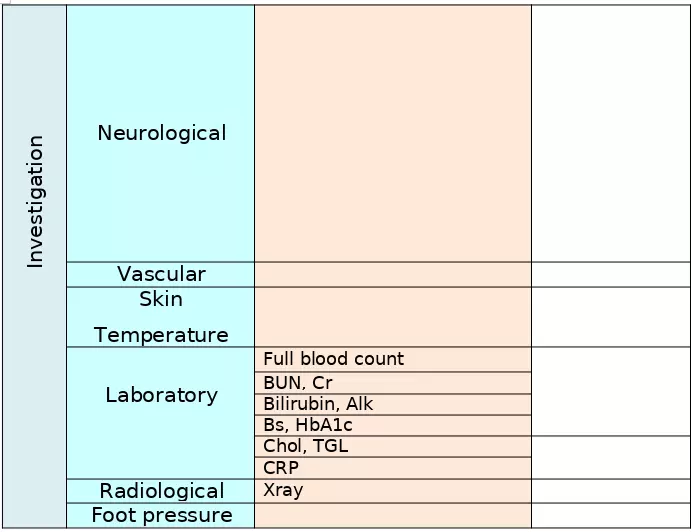 Investigation
Neurological
Vascular
Skin
Temperature
Laboratory
Full blood count
BUN, Cr
Bilirubin, Alk
Bs, HbA1c
Chol, TGL
CRP
Radiological
Xray
Foot pressure